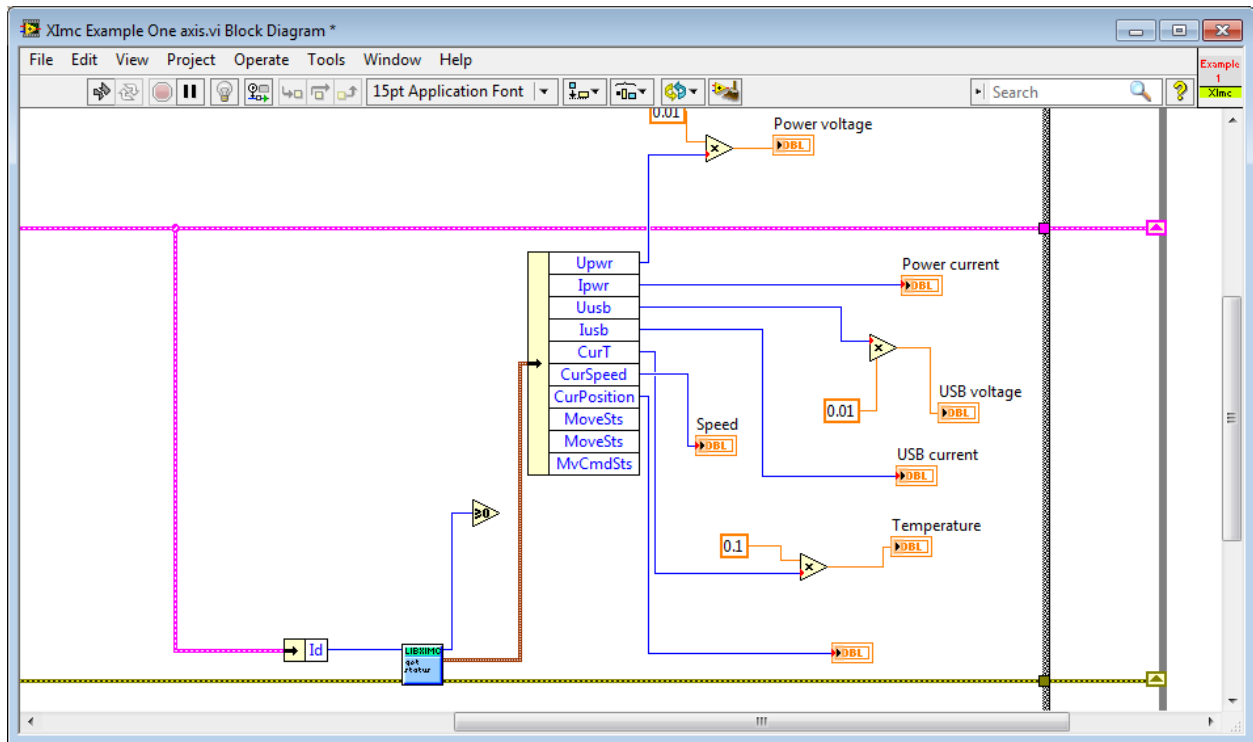 XImc Example One axis.vi Block Diagram *
File Edit View Project Operate Tools Window Help
15pt Application Font
Search
Example
1
XImc
0.01
Power voltage
DBL
Upwr
Ipwr
Uusb
Iusb
CurT
CurSpeed
CurPosition
MoveSts
MoveSts
MvCmdSts
Power current
DBL
0.01
USB voltage
DBL
Speed
DBL
USB current
DBL
≥0
Temperature
0.1
DBL
Id
LIBXIMC
get
status
DBL